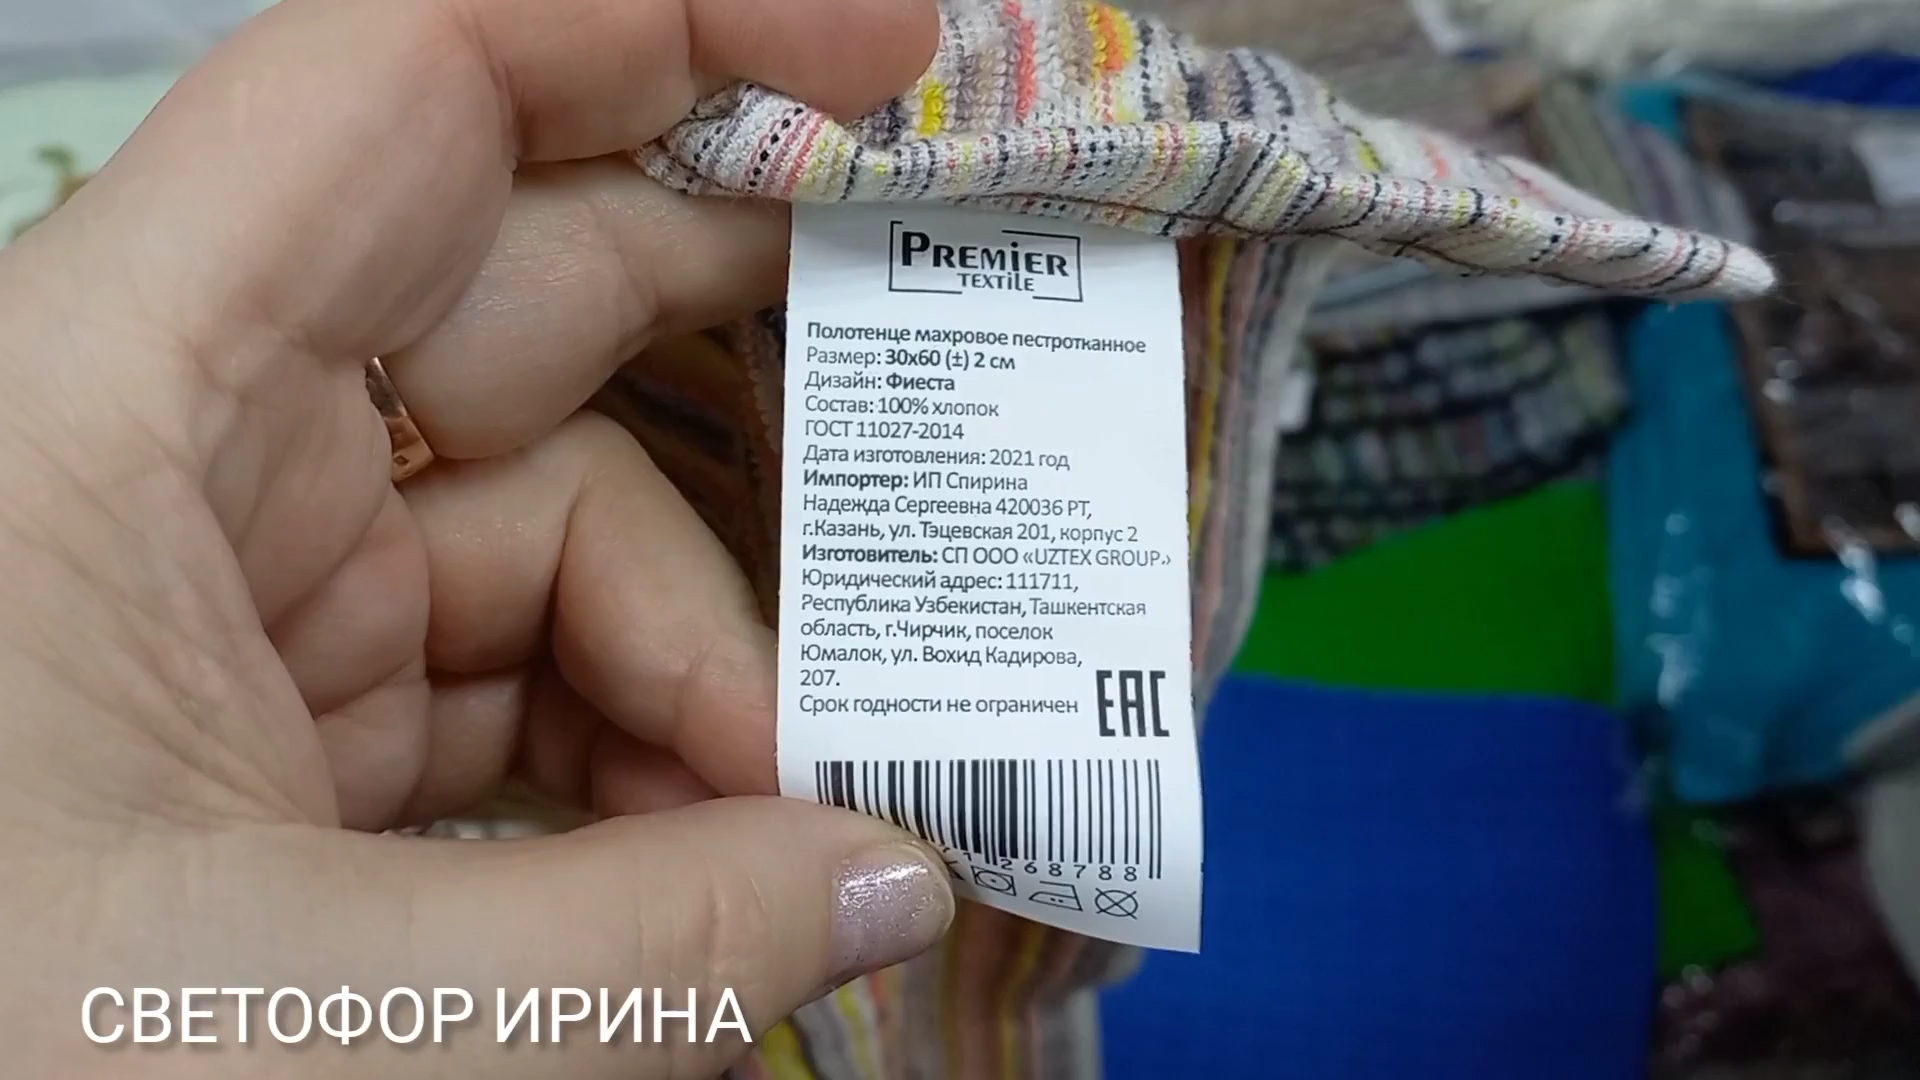 PREMiER
TEXTiLE
Полотенце махровое пестротканное
Размер: 30x60 (±) 2 см
Дизайн: Фиеста
Состав: 100% хлопок
ГОСТ 11027-2014
Дата изготовления: 2021 год
Импортер: ИП Спирина
Надежда Сергеевна 420036 РТ,
г.Казань, ул. Тэцевская 201, корпус 2
Изготовитель: СП ООО «UZTEX GROUP»
Юридический адрес: 111711,
Республика Узбекистан, Ташкентская
область, г.Чирчик, поселок
Юмалок, ул. Вохид Кадирова,
207.
Срок годности не ограничен
EAC
СВЕТОФОР ИРИНА